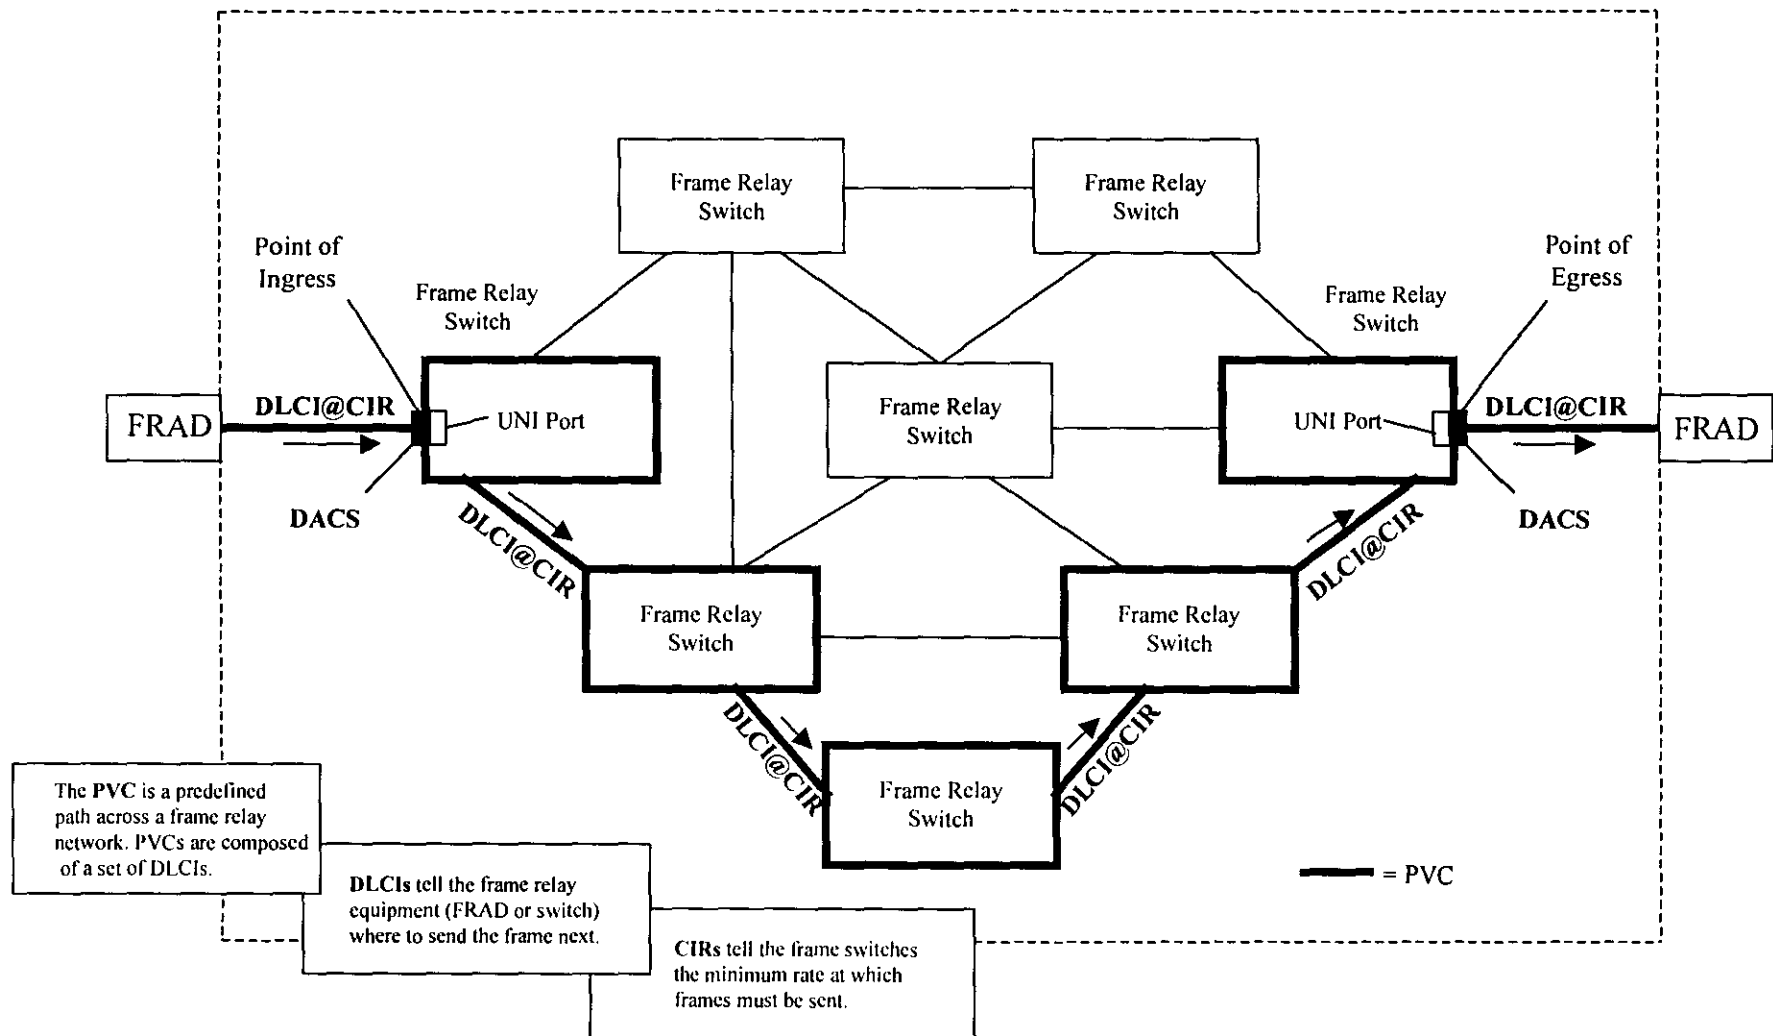 Frame Relay
Switch
Frame Relay
Switch
Point of
Ingress
Point of
Egress
Frame Relay
Switch
Frame Relay
Switch
FRAD
DLCI@CIR
UNI Port
Frame Relay
Switch
UNI Port
DLCI@CIR
FRAD
DACS
DACS
DLCI@CIR
DLCI@CIR
Frame Relay
Switch
Frame Relay
Switch
DLCI@CIR
DLCI@CIR
Frame Relay
Switch
The PVC is a predefined
path across a frame relay
network. PVCs are composed
of a set of DLCIs.
DLCIs tell the frame relay
equipment (FRAD or switch)
where to send the frame next.
CIRs tell the frame switches
the minimum rate at which
frames must be sent.
= PVC